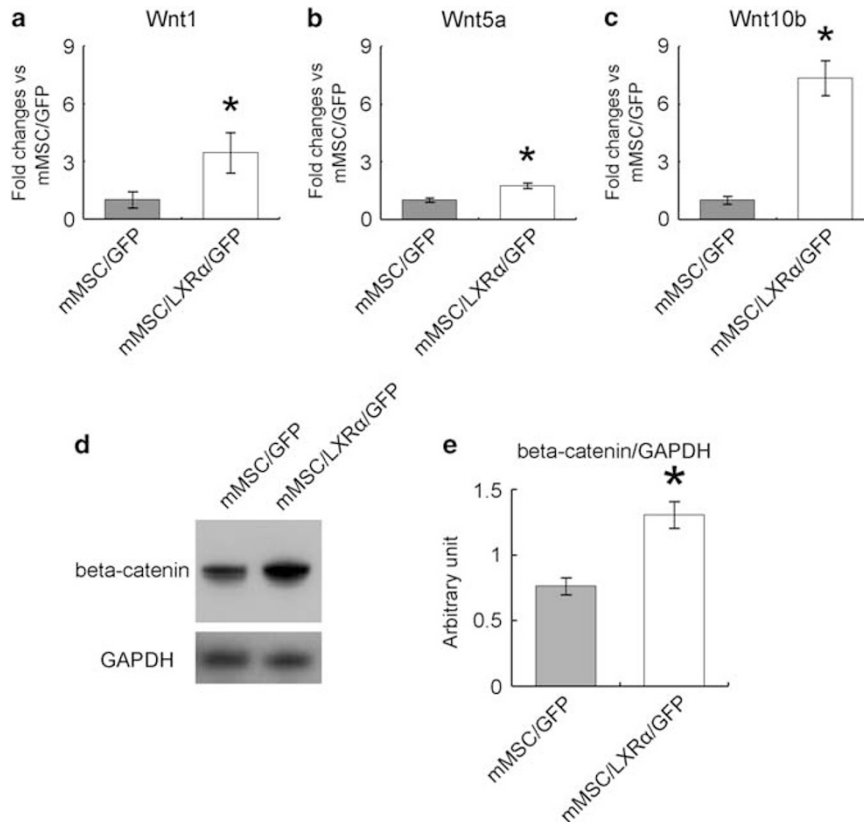 a Wnt1
Fold changes vs
mMSC/GFP
9
6
3
0
*
mMSC/GFP
mMSC/LXRα/GFP
b Wnt5a
Fold changes vs
mMSC/GFP
9
6
3
0
*
mMSC/GFP
mMSC/LXRα/GFP
c Wnt10b
Fold changes vs
mMSC/GFP
9
6
3
0
*
mMSC/GFP
mMSC/LXRα/GFP
d
mMSC/GFP
mMSC/LXRα/GFP
beta-catenin
GAPDH
e
beta-catenin/GAPDH
Arbitrary unit
1.5
1
0.5
0
*
mMSC/GFP
mMSC/LXRα/GFP